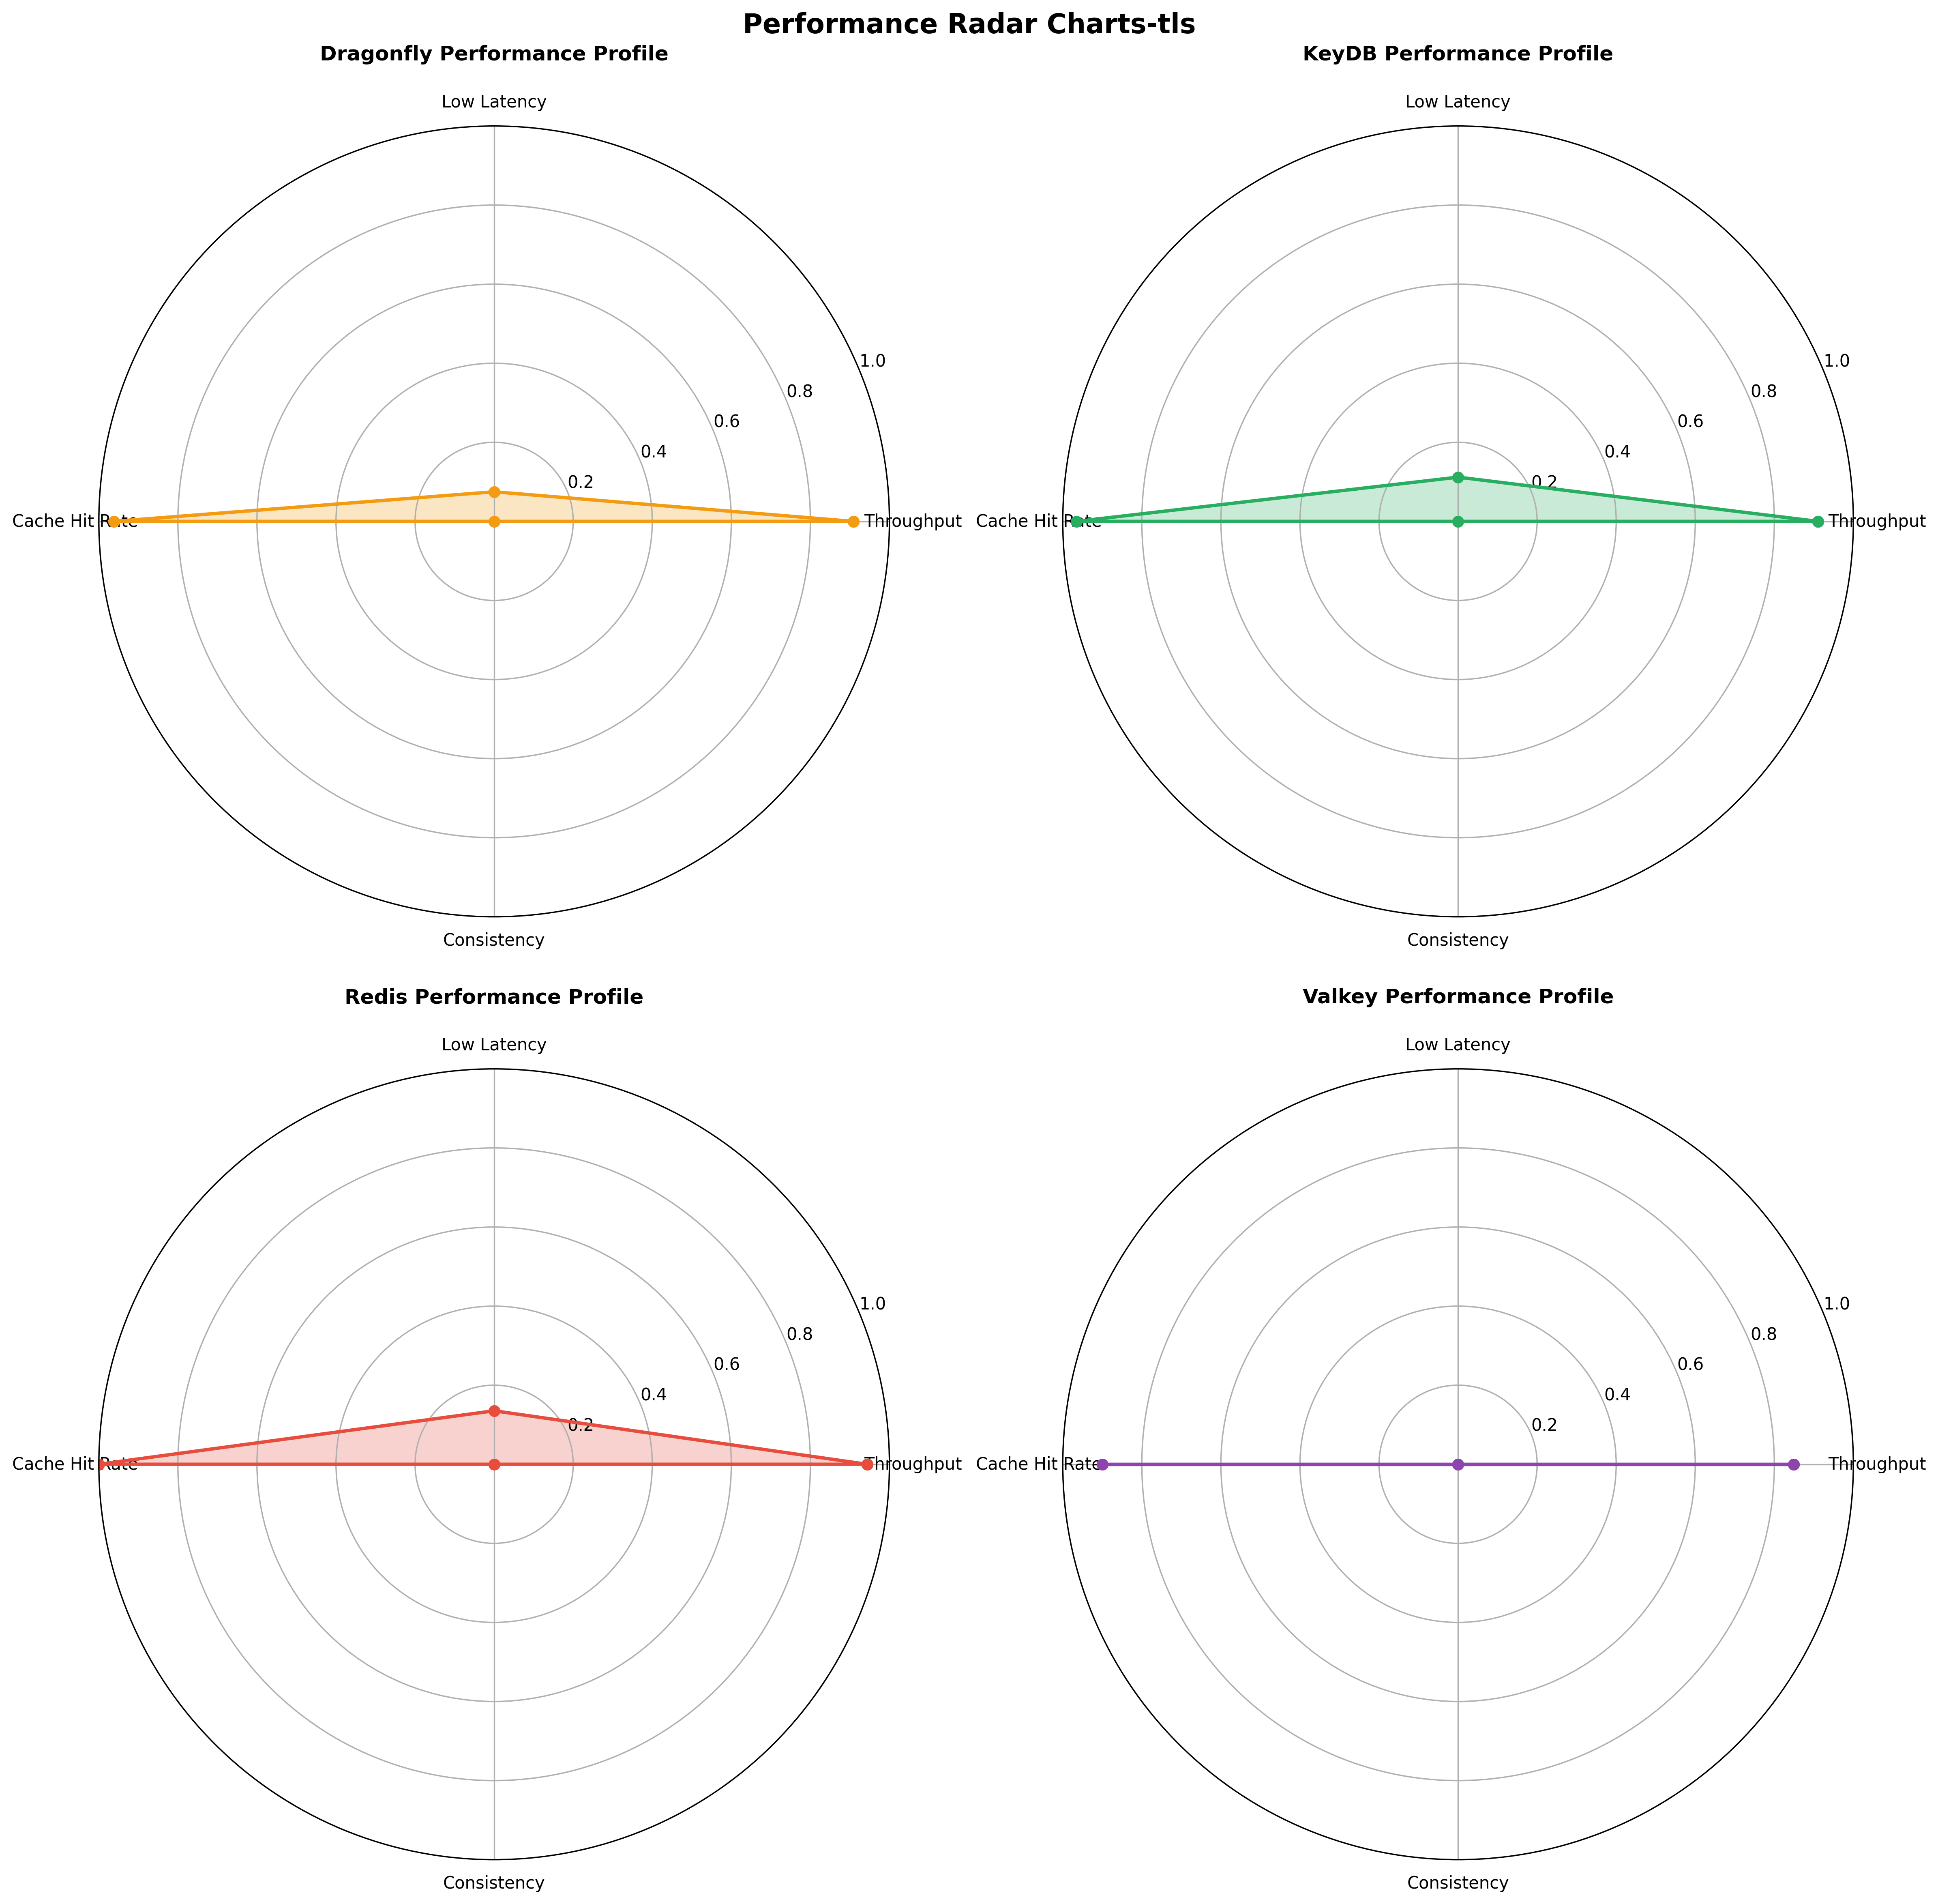 Performance Radar Charts-tls
Dragonfly Performance Profile
Low Latency
1.0
0.8
0.6
0.4
0.2
Cache Hit Rate
Throughput
Consistency
KeyDB Performance Profile
Low Latency
1.0
0.8
0.6
0.4
0.2
Cache Hit Rate
Throughput
Consistency
Redis Performance Profile
Low Latency
1.0
0.8
0.6
0.4
0.2
Cache Hit Rate
Throughput
Consistency
Valkey Performance Profile
Low Latency
1.0
0.8
0.6
0.4
0.2
Cache Hit Rate
Throughput
Consistency